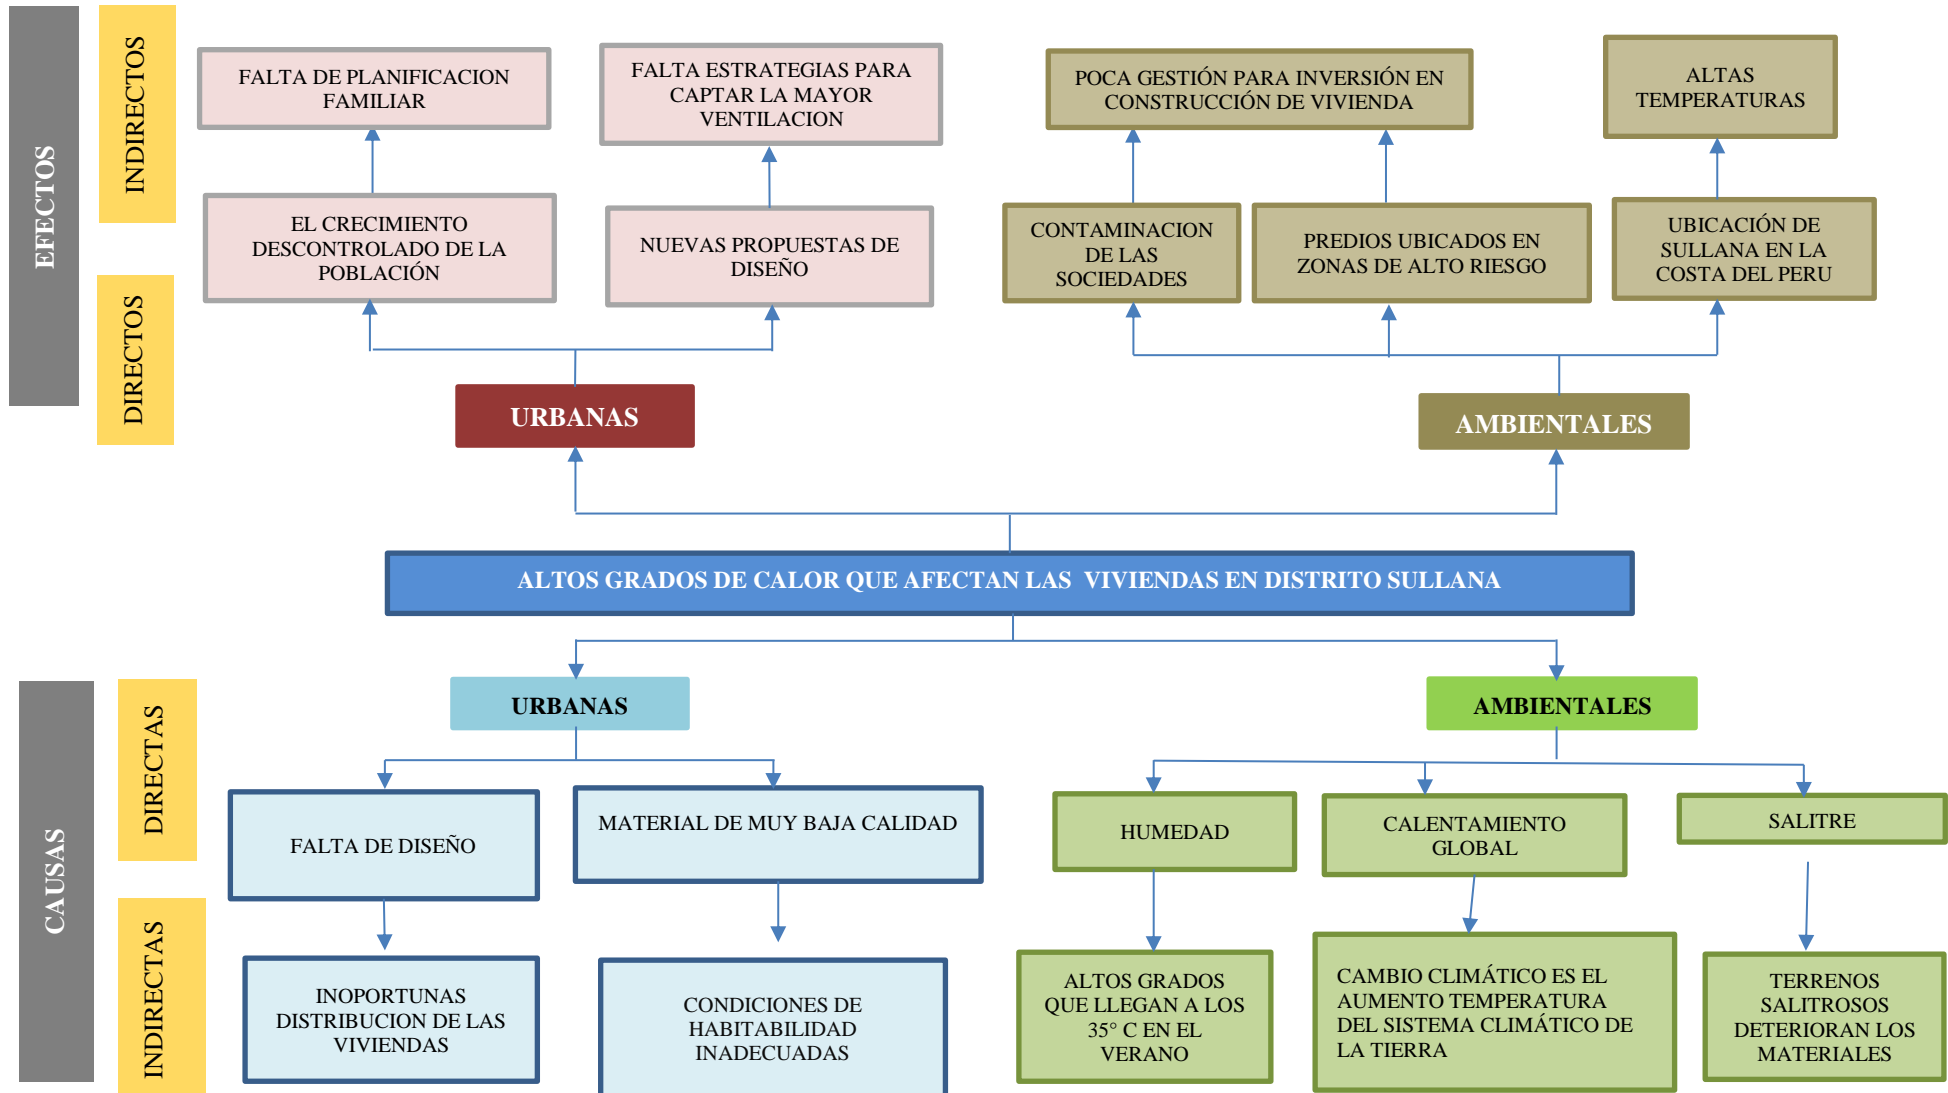 EFECTOS
INDIRECTOS
FALTA DE PLANIFICACION
FAMILIAR
FALTA ESTRATEGIAS PARA
CAPTAR LA MAYOR
VENTILACION
POCA GESTIÓN PARA INVERSIÓN EN
CONSTRUCCIÓN DE VIVIENDA
ALTAS
TEMPERATURAS
EL CRECIMIENTO
DESCONTROLADO DE LA
POBLACIÓN
NUEVAS PROPUESTAS DE
DISEÑO
CONTAMINACION
DE LAS
SOCIEDADES
PREDIOS UBICADOS EN
ZONAS DE ALTO RIESGO
UBICACIÓN DE
SULLANA EN LA
COSTA DEL PERU
DIRECTOS
URBANAS
AMBIENTALES
ALTOS GRADOS DE CALOR QUE AFECTAN LAS VIVIENDAS EN DISTRITO SULLANA
CAUSAS
DIRECTAS
URBANAS
AMBIENTALES
FALTA DE DISEÑO
MATERIAL DE MUY BAJA CALIDAD
HUMEDAD
CALENTAMIENTO
GLOBAL
SALITRE
INDIRECTAS
INOPORTUNAS
DISTRIBUCION DE LAS
VIVIENDAS
CONDICIONES DE
HABITABILIDAD
INADECUADAS
ALTOS GRADOS
QUE LLEGAN A LOS
35° C EN EL
VERANO
CAMBIO CLIMÁTICO ES EL
AUMENTO TEMPERATURA
DEL SISTEMA CLIMÁTICO DE
LA TIERRA
TERRENOS
SALITROSOS
DETERIORAN LOS
MATERIALES